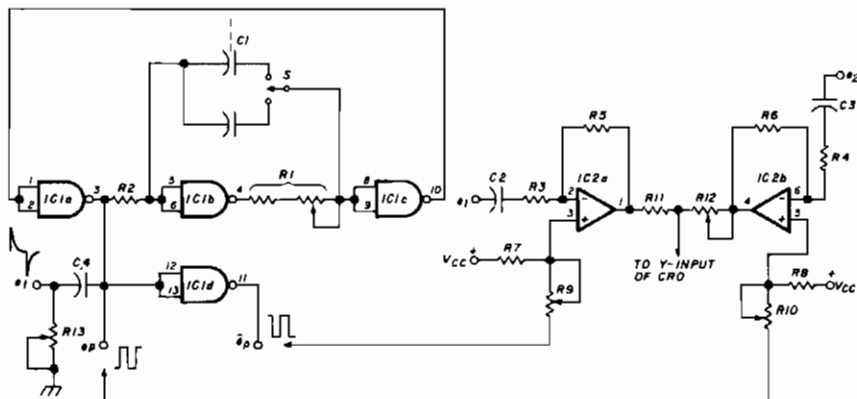 C1
S
1
2
IC1a
3
R2
5
6
IC1b
4
R1
8
9
IC1c
10
C4
12
13
IC1d
11
e1
R13
ep
ēp
e1
C2
R3
R5
IC2a
2
3
1
R11
R12
R6
IC2b
4
6
5
e2
C3
R4
VCC
+
R7
R9
TO Y-INPUT
OF CRO
R8
+
VCC
R10